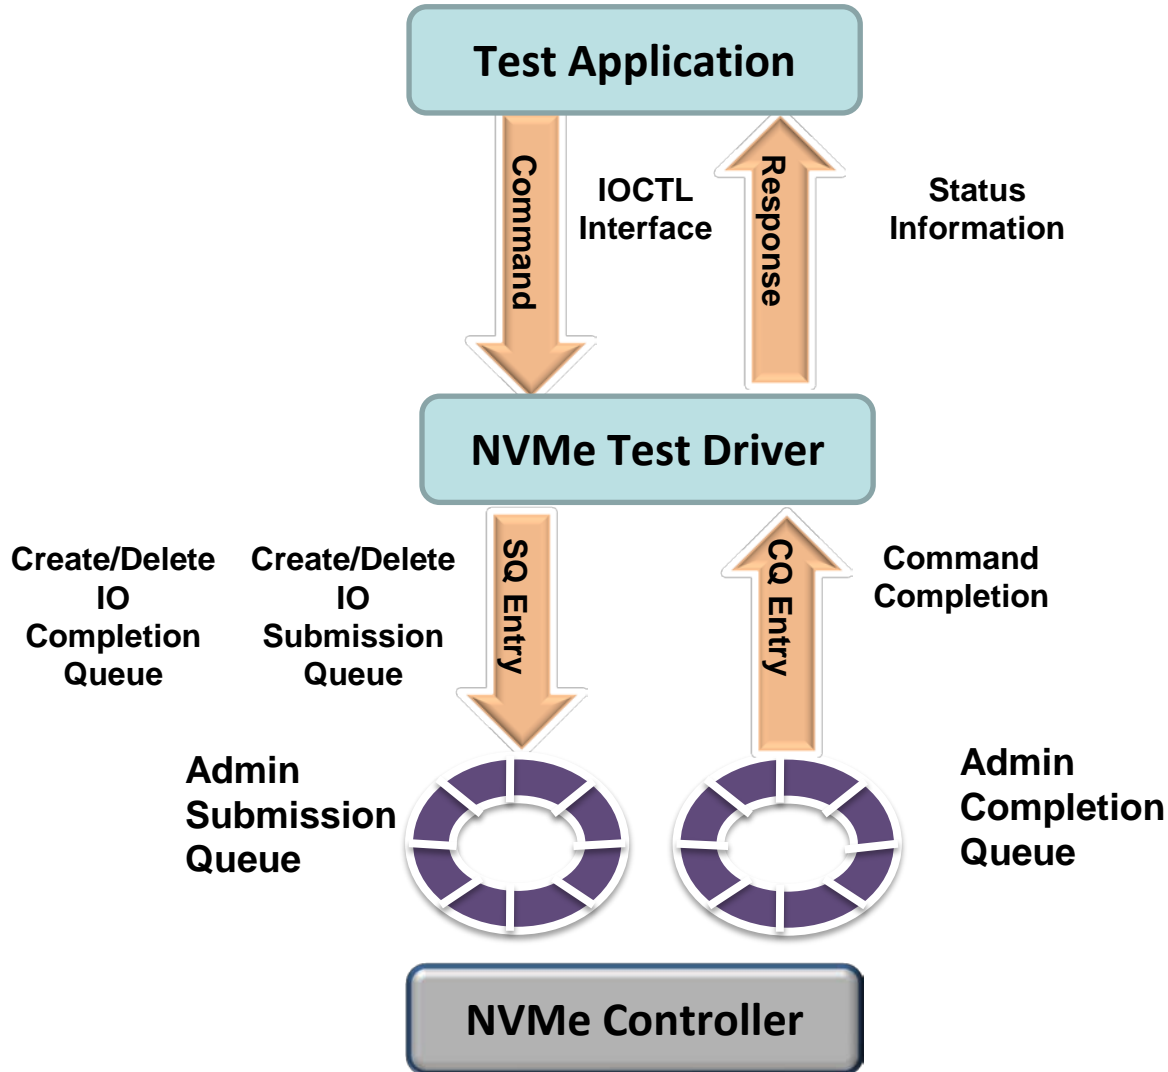 Test Application
Command
IOCTL
Interface
Response
Status
Information
NVMe Test Driver
Create/Delete
IO
Completion
Queue
Create/Delete
IO
Submission
Queue
SQ Entry
CQ Entry
Command
Completion
Admin
Submission
Queue
Admin
Completion
Queue
NVMe Controller